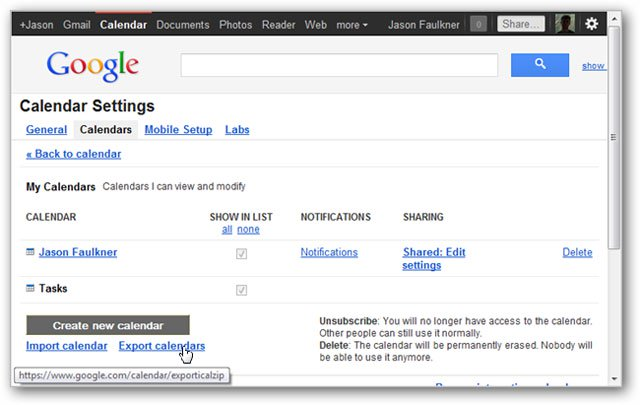 +Jason Gmail Calendar Documents Photos Reader Web more Jason Faulkner 0 Share...
Google
show
Calendar Settings
General Calendars Mobile Setup Labs
« Back to calendar
My Calendars Calendars I can view and modify
CALENDAR SHOW IN LIST NOTIFICATIONS SHARING
all none
Jason Faulkner Notifications Shared: Edit settings Delete
Tasks
Create new calendar
Import calendar Export calendars
Unsubscribe: You will no longer have access to the calendar.
Other people can still use it normally.
Delete: The calendar will be permanently erased. Nobody
will be able to use it anymore.
https://www.google.com/calendar/exporticalzip